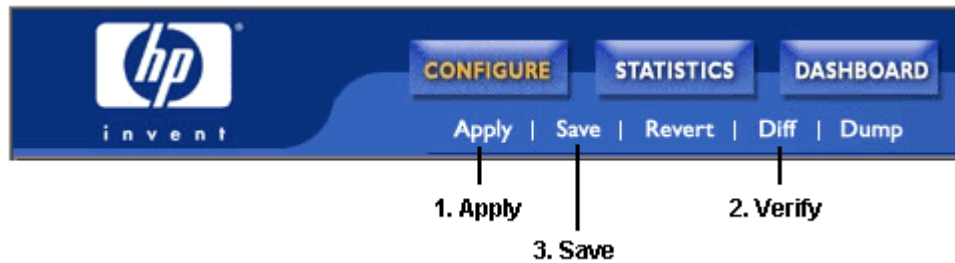 hp
invent
CONFIGURE STATISTICS DASHBOARD
Apply | Save | Revert | Diff | Dump
1. Apply 2. Verify
3. Save